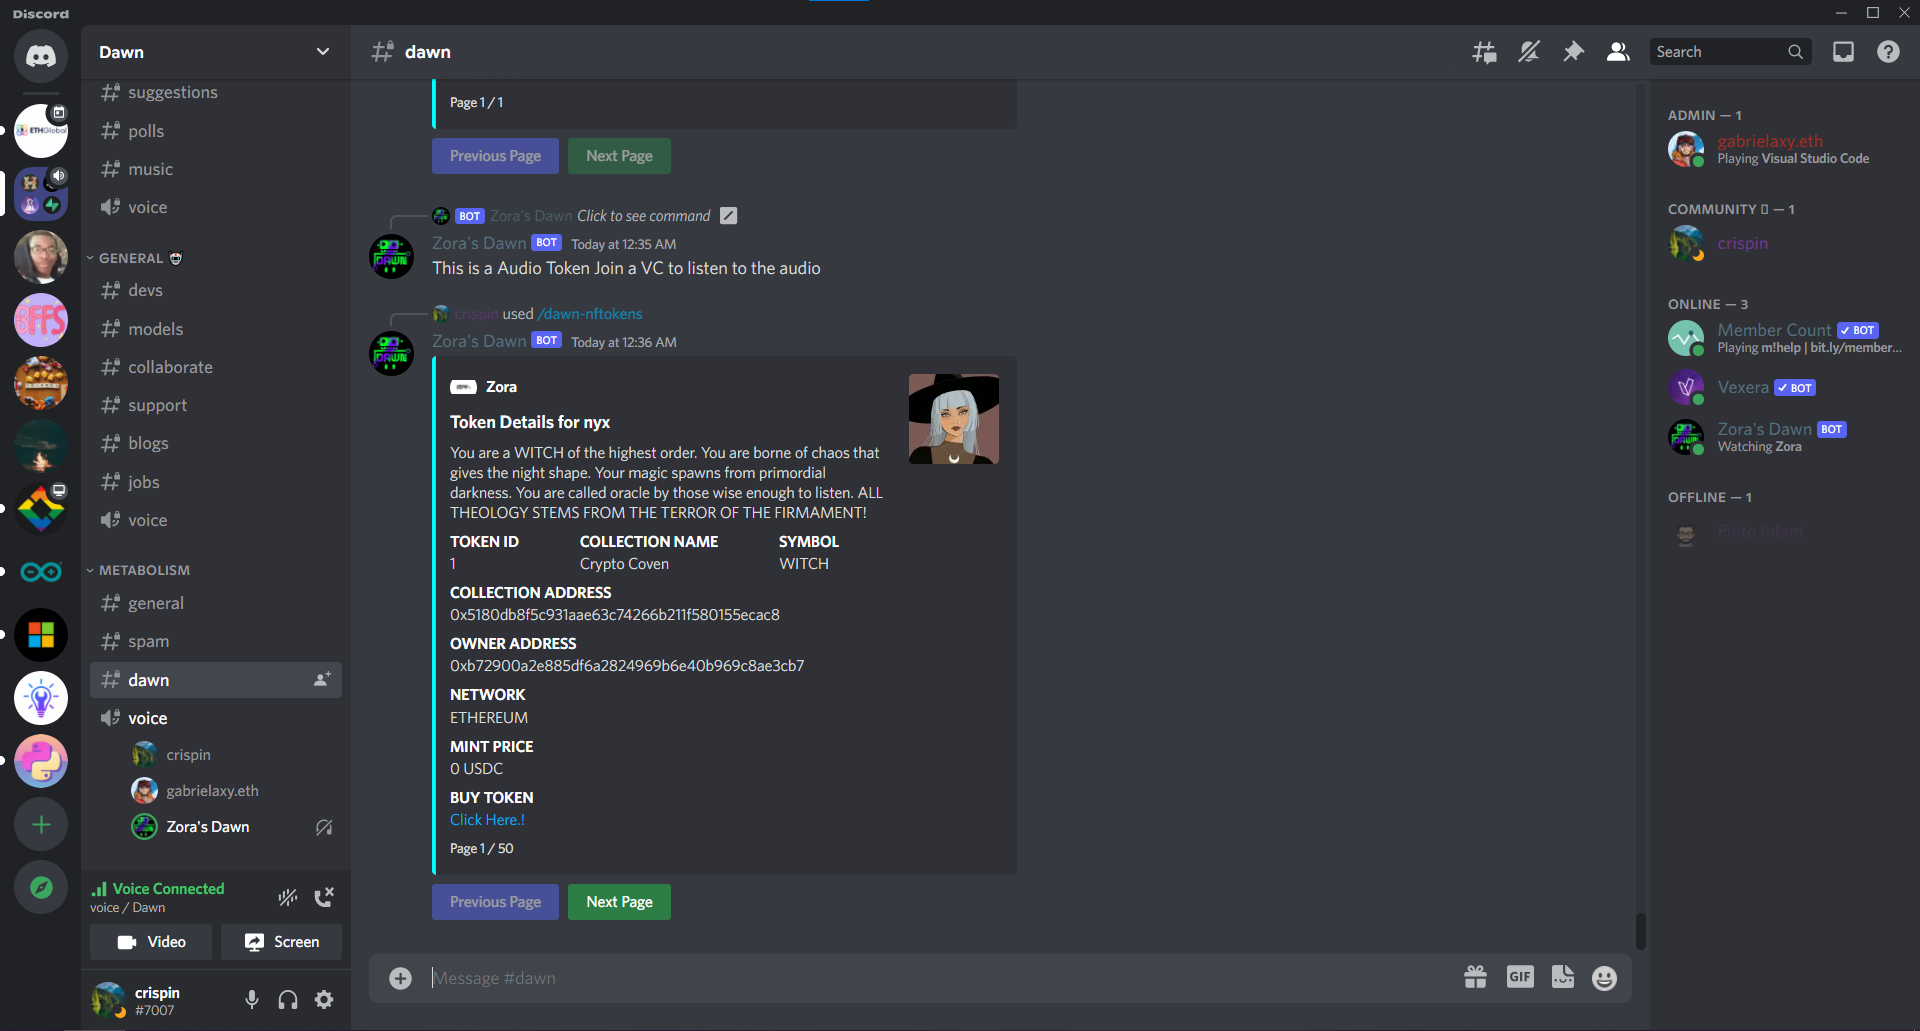 Discord
Dawn
suggestions
polls
music
voice
GENERAL
devs
models
collaborate
support
blogs
jobs
voice
METABOLISM
general
spam
dawn
voice
crispin
gabrielaxy.eth
Zora's Dawn
Voice Connected
voice / Dawn
Video
Screen
crispin
#7007
ETHGlobal
BFFS
dawn
Search
Page 1 / 1
Previous Page
Next Page
BOT Zora's Dawn Click to see command
Zora's Dawn BOT Today at 12:35 AM
This is a Audio Token Join a VC to listen to the audio
crispin used /dawn-nftokens
Zora's Dawn BOT Today at 12:36 AM
Zora
Token Details for nyx
You are a WITCH of the highest order. You are borne of chaos that
gives the night shape. Your magic spawns from primordial
darkness. You are called oracle by those wise enough to listen. ALL
THEOLOGY STEMS FROM THE TERROR OF THE FIRMAMENT!
TOKEN ID COLLECTION NAME SYMBOL
1 Crypto Coven WITCH
COLLECTION ADDRESS
0x5180db8f5c931aae63c74266b211f580155ecac8
OWNER ADDRESS
0xb72900a2e885df6a2824969b6e40b969c8ae3cb7
NETWORK
ETHEREUM
MINT PRICE
0 USDC
BUY TOKEN
Click Here.!
Page 1 / 50
Previous Page
Next Page
Message #dawn
GIF
ADMIN — 1
gabrielaxy.eth
Playing Visual Studio Code
COMMUNITY — 1
crispin
ONLINE — 3
Member Count BOT
Playing m!help | bit.ly/member...
Vexera BOT
Zora's Dawn BOT
Watching Zora
OFFLINE — 1
Pinto Infant